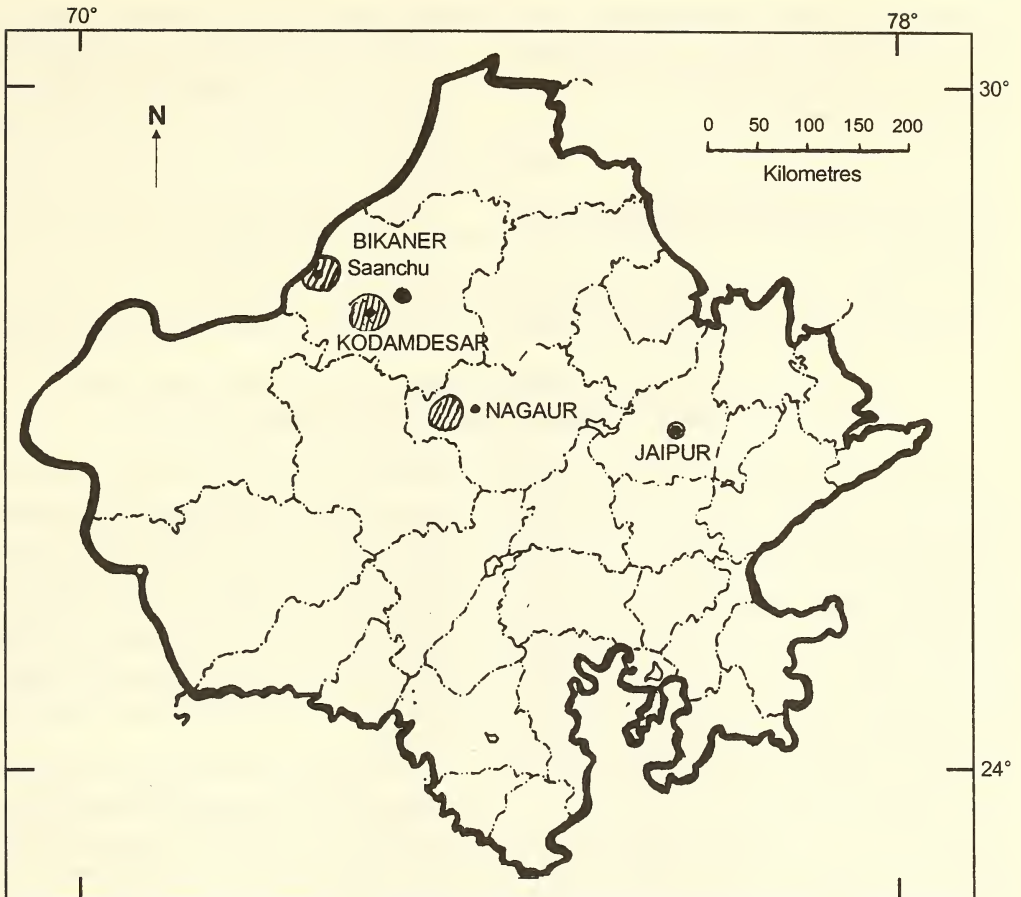 70°
78°
30°
N
0 50 100 150 200
Kilometres
BIKANER
Saanchu
KODAMDESAR
NAGAUR
JAIPUR
24°